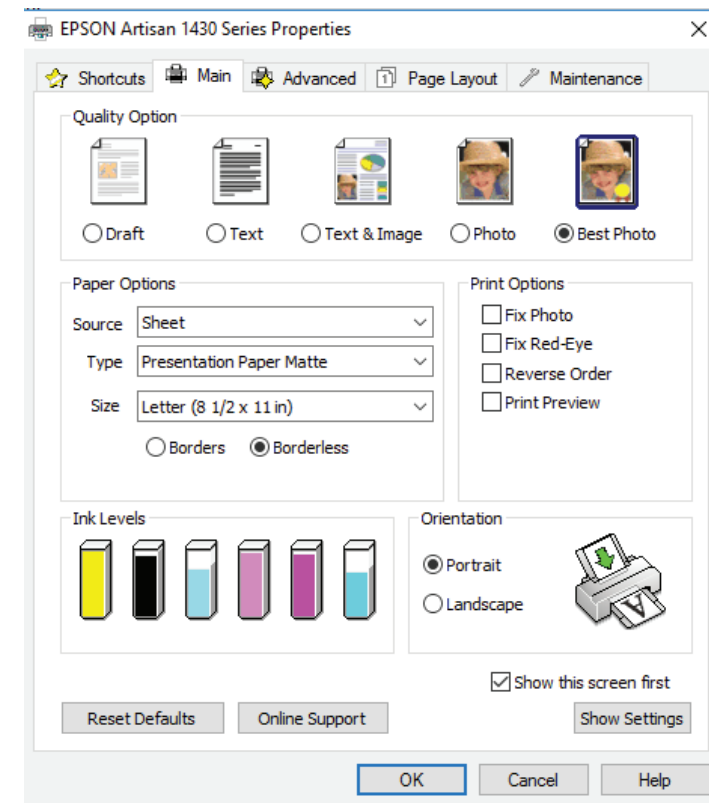 EPSON Artisan 1430 Series Properties
Shortcuts Main Advanced 1 Page Layout Maintenance
Quality Option
Draft Text Text & Image Photo Best Photo
Paper Options Print Options
Source Sheet Fix Photo
Type Presentation Paper Matte Fix Red-Eye
Reverse Order
Size Letter (8 1/2 x 11 in) Print Preview
Borders Borderless
Ink Levels Orientation
Portrait
Landscape
A
Show this screen first
Reset Defaults Online Support Show Settings
OK Cancel Help